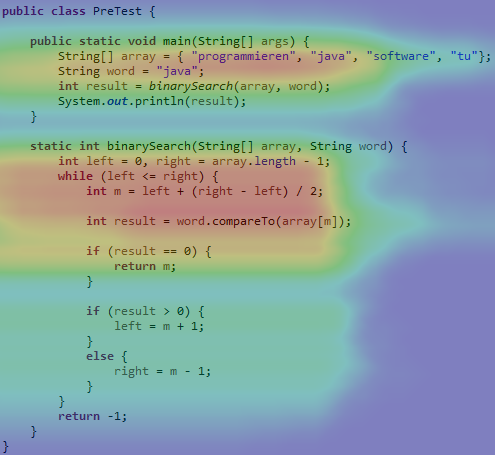 public class PreTest {
public static void main(String[] args) {
String[] array = { "programmieren", "java", "software", "tu"};
String word = "java";
int result = binarySearch(array, word);
System.out.println(result);
}
static int binarySearch(String[] array, String word) {
int left = 0, right = array.length - 1;
while (left <= right) {
int m = left + (right - left) / 2;
int result = word.compareTo(array[m]);
if (result == 0) {
return m;
}
if (result > 0) {
left = m + 1;
}
else {
right = m - 1;
}
}
return -1;
}
}